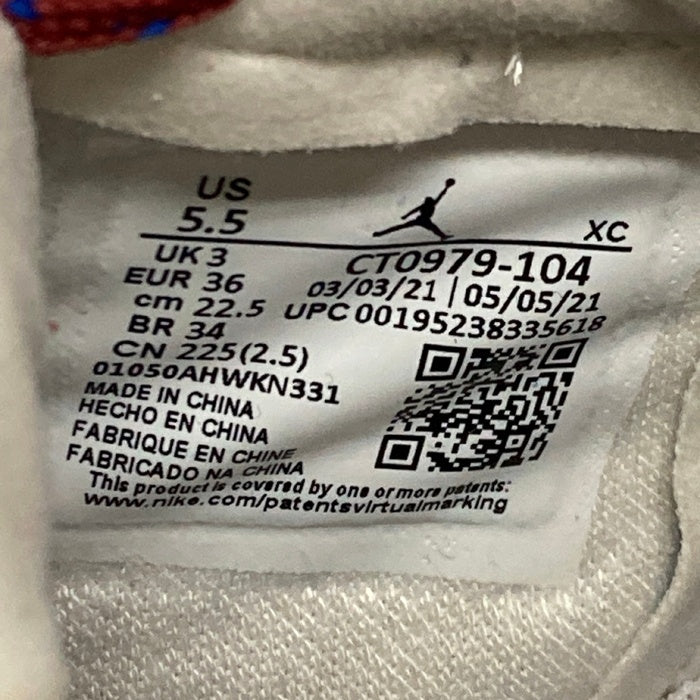 US
5.5
XC
UK 3
EUR 36
cm 22.5
BR 34
CN 225(2.5)
CT0979-104
03/03/21 | 05/05/21
UPC 00195238335618
01050AHWKN331
MADE IN CHINA
HECHO EN CHINA
FABRIQUE EN CHINE
FABRICADO NA CHINA
This product is covered by one or more patents:
www.nike.com/patentsvirtualmarking